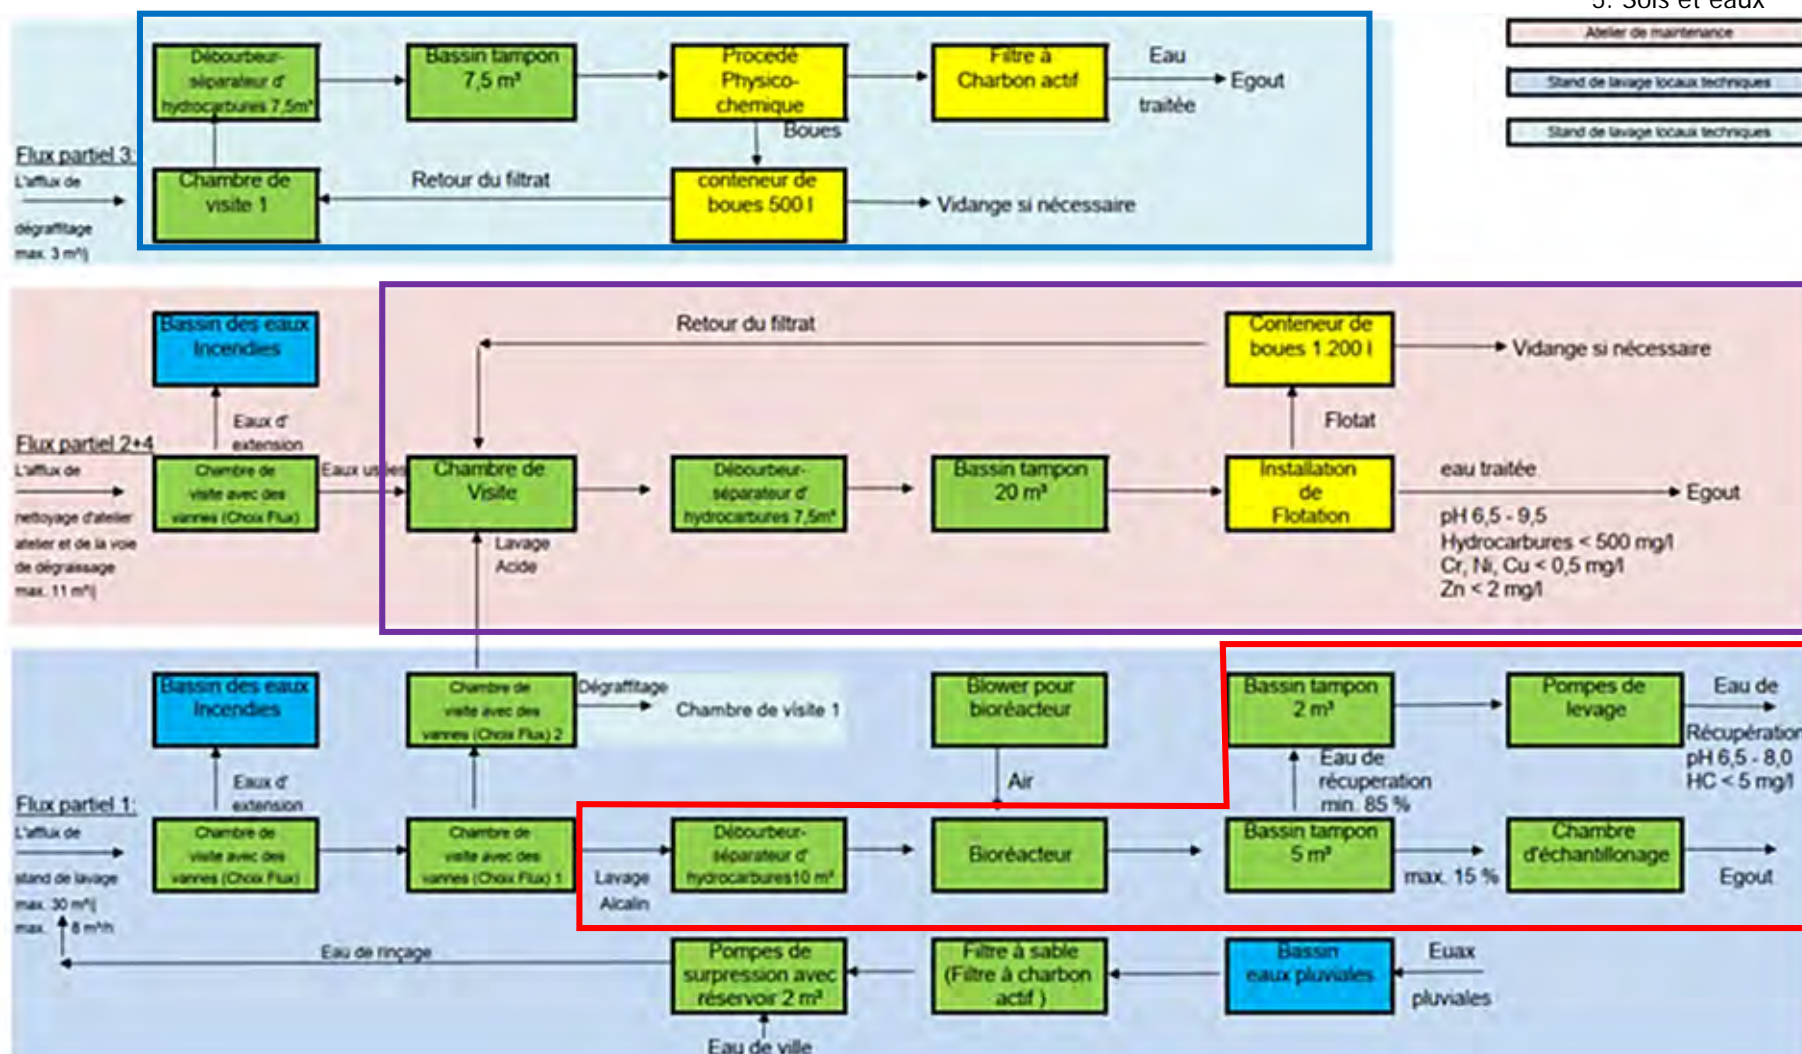 5. Sols et eaux
Atelier de maintenance
Stand de lavage locaux techniques
Stand de lavage locaux techniques
Débourbeur-
séparateur d'
hydrocarbures 7,5m³
Bassin tampon
7,5 m³
Procédé
Physico-
chemique
Filtre à
Charbon actif
Eau
traitée
Egout
Boues
Flux partiel 3:
L'afflux de
dégraffitage
max. 3 m³/j
Chambre de
visite 1
Retour du filtrat
conteneur de
boues 500 l
Vidange si nécessaire
Bassin des eaux
Incendies
Retour du filtrat
Conteneur de
boues 1.200 l
Vidange si nécessaire
Eaux d'
extension
Flotat
Flux partiel 2+4
L'afflux de
nettoyage d'atelier
atelier et de la voie
de dégraissage
max. 11 m³/j
Chambre de
visite avec des
vannes (Choix Flux)
Eaux usées
Chambre de
Visite
Débourbeur-
séparateur d'
hydrocarbures 7,5m³
Bassin tampon
20 m³
Installation
de
Flotation
eau traitée
Egout
pH 6,5 - 9,5
Hydrocarbures < 500 mg/l
Cr, Ni, Cu < 0,5 mg/l
Zn < 2 mg/l
Lavage
Acide
Bassin des eaux
Incendies
Chambre de
visite avec des
vannes (Choix Flux) 2
Dégraffitage
Chambre de visite 1
Blower pour
bioréacteur
Bassin tampon
2 m³
Pompes de
levage
Eau de
Récupération
pH 6,5 - 8,0
HC < 5 mg/l
Eaux d'
extension
Air
Eau de
récuperation
min. 85 %
Flux partiel 1:
L'afflux de
stand de lavage
max. 30 m³/j
max. 8 m³/h
Chambre de
visite avec des
vannes (Choix Flux)
Chambre de
visite avec des
vannes (Choix Flux) 1
Lavage
Alcalin
Débourbeur-
séparateur d'
hydrocarbures10 m³
Bioréacteur
Bassin tampon
5 m³
max. 15 %
Chambre
d'échantillonage
Egout
Eau de rinçage
Pompes de
surpression avec
réservoir 2 m³
Filtre à sable
(Filtre à charbon
actif )
Bassin
eaux pluviales
Euax
pluviales
Eau de ville